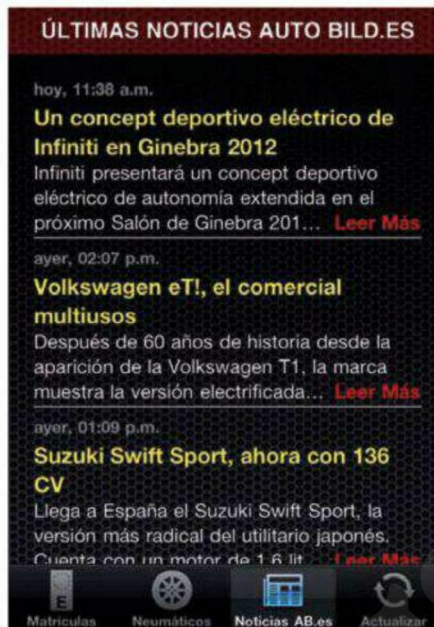 ÚLTIMAS NOTICIAS AUTO BILD.ES
hoy, 11:38 a.m.
Un concept deportivo eléctrico de
Infiniti en Ginebra 2012
Infiniti presentará un concept deportivo
eléctrico de autonomía extendida en el
próximo Salón de Ginebra 201... Leer Más
ayer, 02:07 p.m.
Volkswagen eT!, el comercial
multiusos
Después de 60 años de historia desde la
aparición de la Volkswagen T1, la marca
muestra la versión electrificada... Leer Más
ayer, 01:09 p.m.
Suzuki Swift Sport, ahora con 136
CV
Llega a España el Suzuki Swift Sport, la
versión más radical del utilitario japonés.
Cuenta con un motor de 1.6 lit... Leer Más
E
Matriculas Neumáticos Noticias AB.es Actualizar